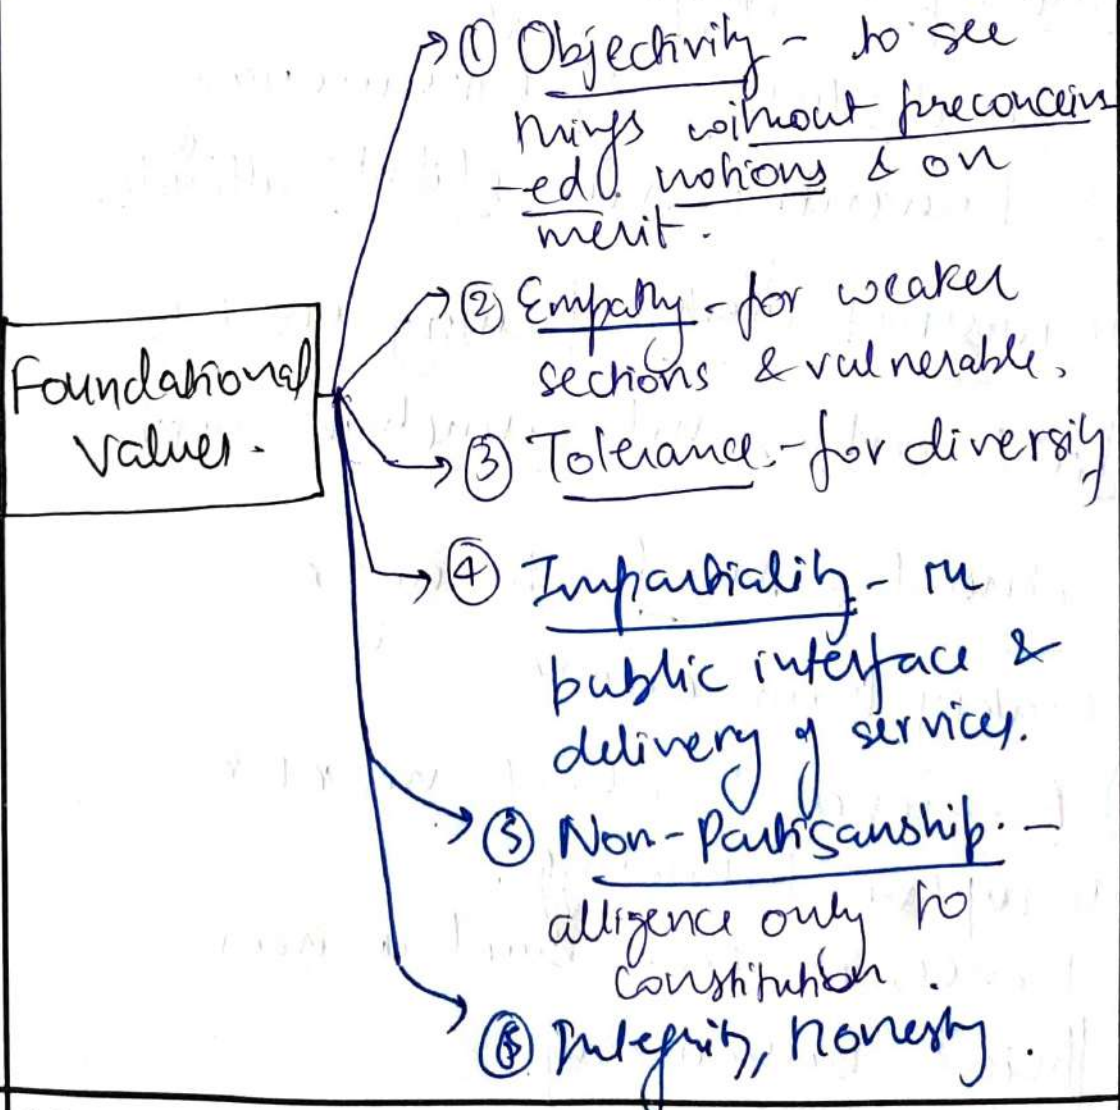 Foundational
Values.
① Objectivity - to see
things without preconceiv
-ed notions & on
merit.
② Empathy - for weaker
sections & vulnerable.
③ Tolerance - for diversity
④ Impartiality - in
public interface &
delivery of services.
⑤ Non-Partisanship. -
alligence only to
Constitution.
⑥ Integrity, honesty.